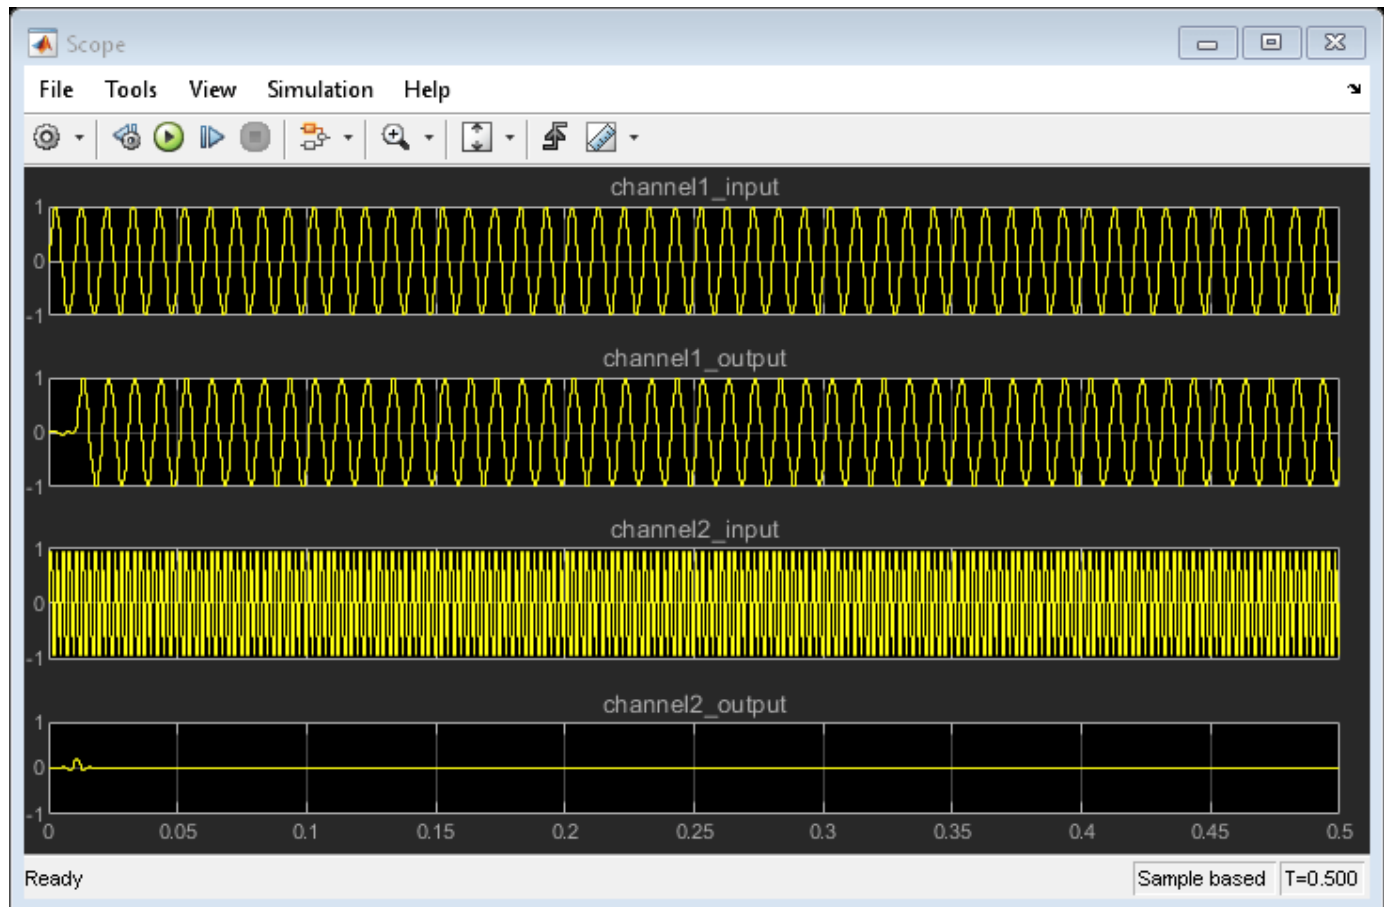 Scope
File Tools View Simulation Help
channel1_input
1
0
-1
channel1_output
1
0
-1
channel2_input
1
0
-1
channel2_output
1
0
-1
0 0.05 0.1 0.15 0.2 0.25 0.3 0.35 0.4 0.45 0.5
Ready Sample based T=0.500